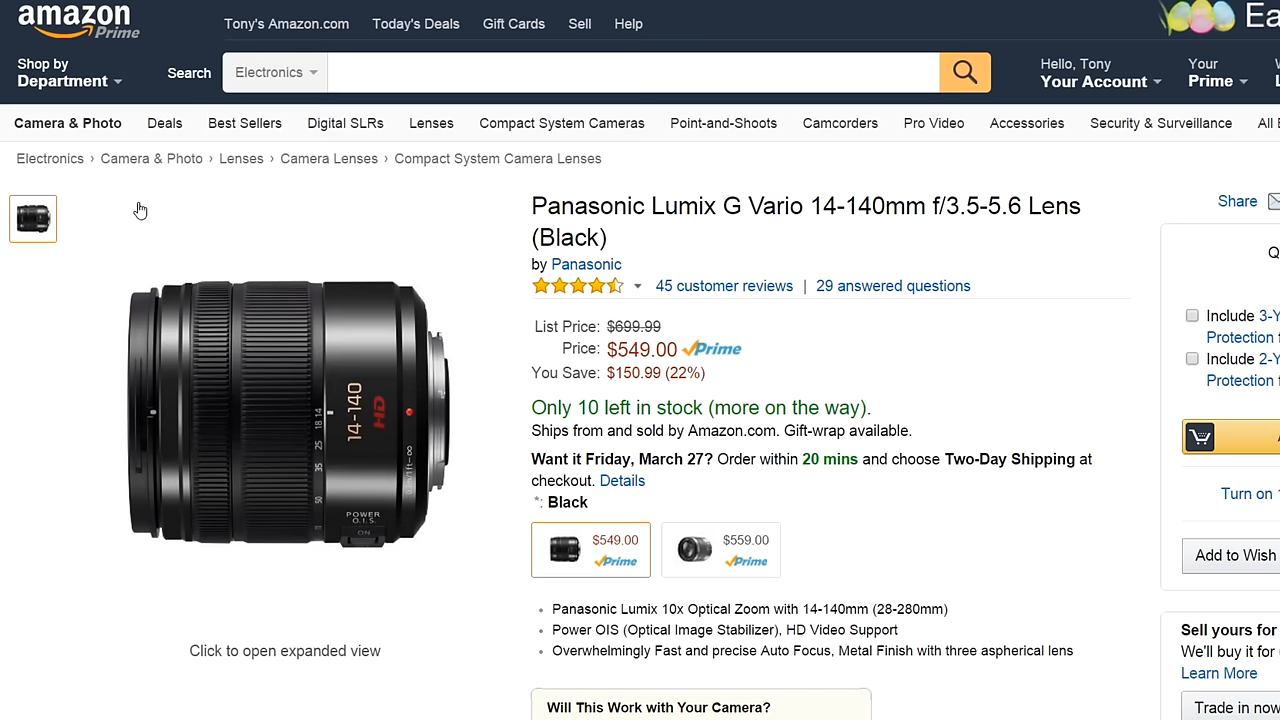 amazon
Prime
Tony's Amazon.com Today's Deals Gift Cards Sell Help
Shop by
Department
Search Electronics
Hello, Tony
Your Account
Your
Prime
Camera & Photo Deals Best Sellers Digital SLRs Lenses Compact System Cameras Point-and-Shoots Camcorders Pro Video Accessories Security & Surveillance All
Electronics › Camera & Photo › Lenses › Camera Lenses › Compact System Camera Lenses
Panasonic Lumix G Vario 14-140mm f/3.5-5.6 Lens
(Black)
by Panasonic
45 customer reviews | 29 answered questions
List Price: $699.99
Price: $549.00 Prime
You Save: $150.99 (22%)
Only 10 left in stock (more on the way).
Ships from and sold by Amazon.com. Gift-wrap available.
Want it Friday, March 27? Order within 20 mins and choose Two-Day Shipping at
checkout. Details
*: Black
$549.00
Prime
$559.00
Prime
• Panasonic Lumix 10x Optical Zoom with 14-140mm (28-280mm)
• Power OIS (Optical Image Stabilizer), HD Video Support
• Overwhelmingly Fast and precise Auto Focus, Metal Finish with three aspherical lens
Will This Work with Your Camera?
14-140
HD
14
18
25
35
50
POWER
O.I.S.
ON
Click to open expanded view
Share
Include 3-Y
Protection
Include 2-Y
Protection
Turn on
Add to Wish
Sell yours for
We'll buy it for
Learn More
Trade in now